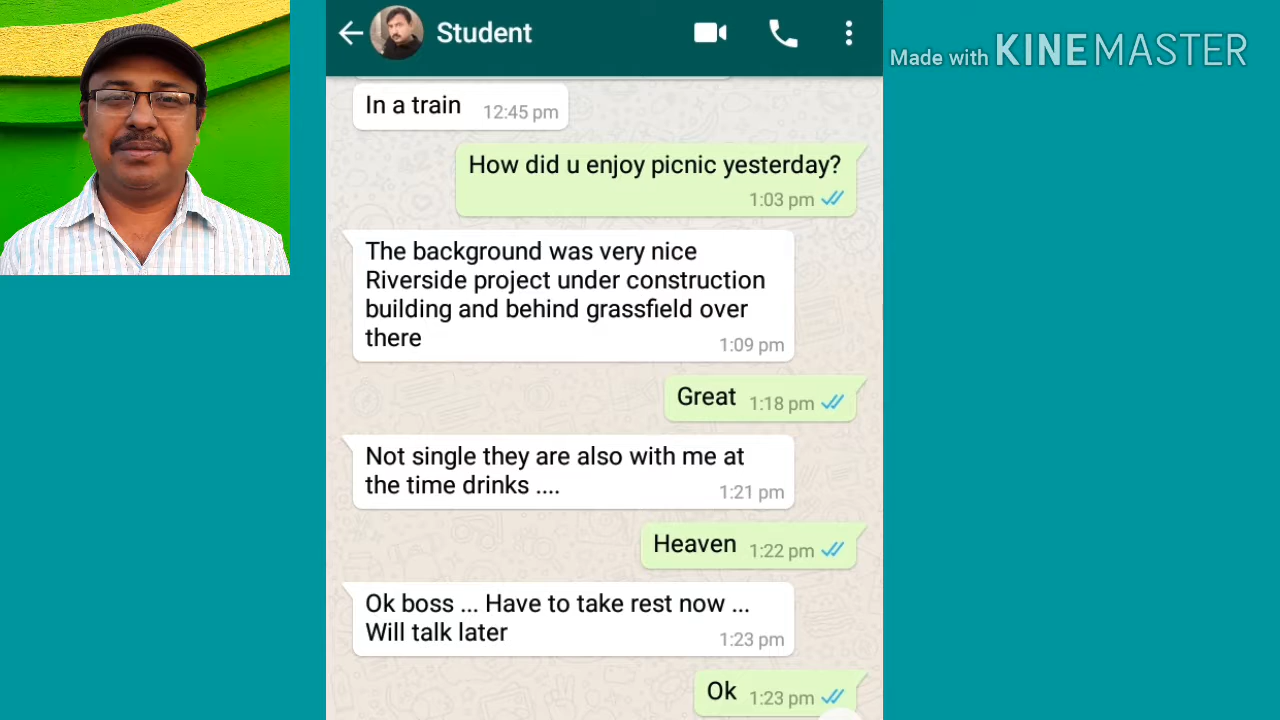 Student
Made with KINEMASTER
In a train 12:45 pm
How did u enjoy picnic yesterday?
1:03 pm
The background was very nice
Riverside project under construction
building and behind grassfield over
there 1:09 pm
Great 1:18 pm
Not single they are also with me at
the time drinks .... 1:21 pm
Heaven 1:22 pm
Ok boss ... Have to take rest now ...
Will talk later 1:23 pm
Ok 1:23 pm